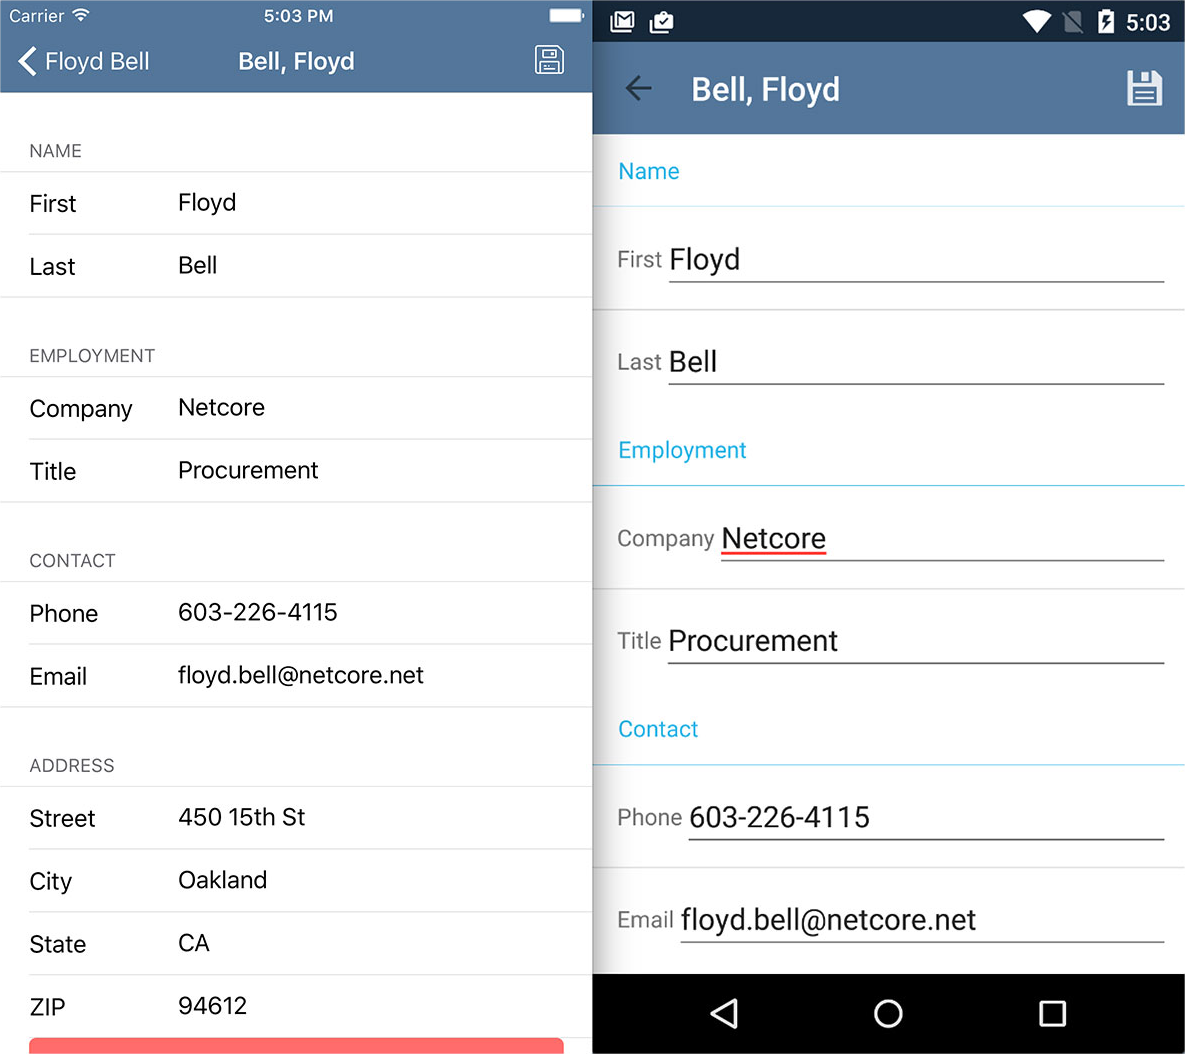 Carrier 5:03 PM
Floyd Bell Bell, Floyd
NAME
First Floyd
Last Bell
EMPLOYMENT
Company Netcore
Title Procurement
CONTACT
Phone 603-226-4115
Email floyd.bell@netcore.net
ADDRESS
Street 450 15th St
City Oakland
State CA
ZIP 94612
5:03
Bell, Floyd
Name
First Floyd
Last Bell
Employment
Company Netcore
Title Procurement
Contact
Phone 603-226-4115
Email floyd.bell@netcore.net